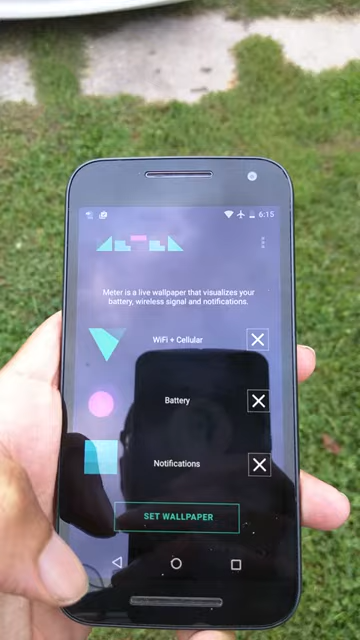 6:15
Meter is a live wallpaper that visualizes your
battery, wireless signal and notifications.
WiFi + Cellular
Battery
Notifications
SET WALLPAPER